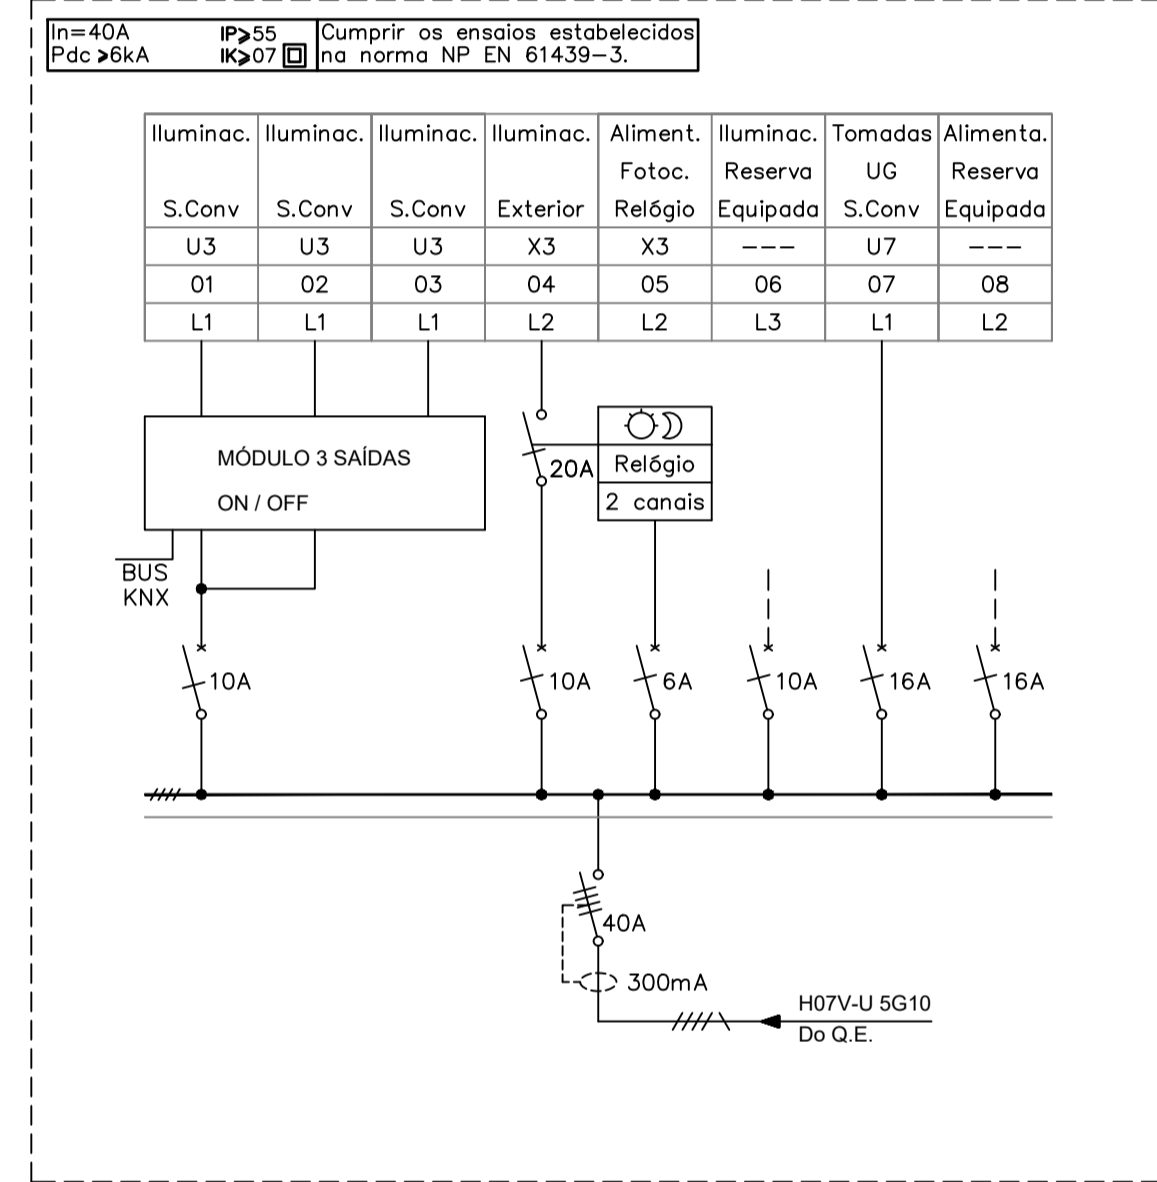 In=40A IP⩾55
Pdc ⩾6kA IK⩾07
Cumprir os ensaios estabelecidos
na norma NP EN 61439-3.
Iluminac. Iluminac. Iluminac. Iluminac. Aliment. Iluminac. Tomadas Alimenta.
Fotoc. Reserva UG Reserva
S.Conv S.Conv S.Conv Exterior Relógio Equipada S.Conv Equipada
U3 U3 U3 X3 X3 --- U7 ---
01 02 03 04 05 06 07 08
L1 L1 L1 L2 L2 L3 L1 L2
MÓDULO 3 SAÍDAS
ON / OFF
20A
Relógio
2 canais
BUS
KNX
10A 10A 6A 10A 16A 16A
40A
300mA
H07V-U 5G10
Do Q.E.